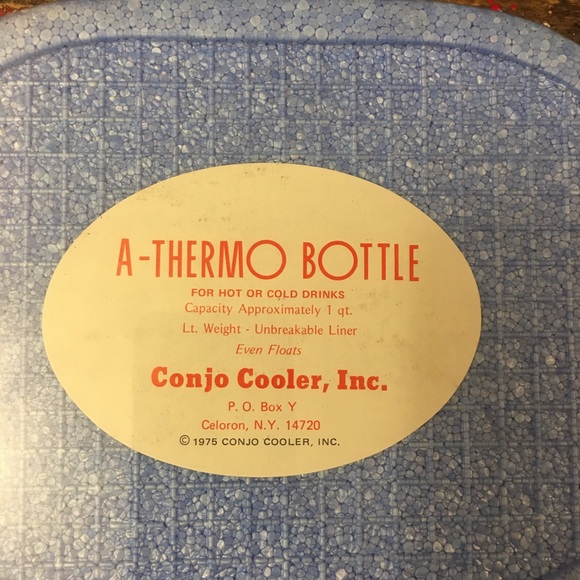 A-THERMO BOTTLE
FOR HOT OR COLD DRINKS
Capacity Approximately 1 qt.
Lt. Weight - Unbreakable Liner
Even Floats
Conjo Cooler, Inc.
P. O. Box Y
Celoron, N.Y. 14720
© 1975 CONJO COOLER, INC.